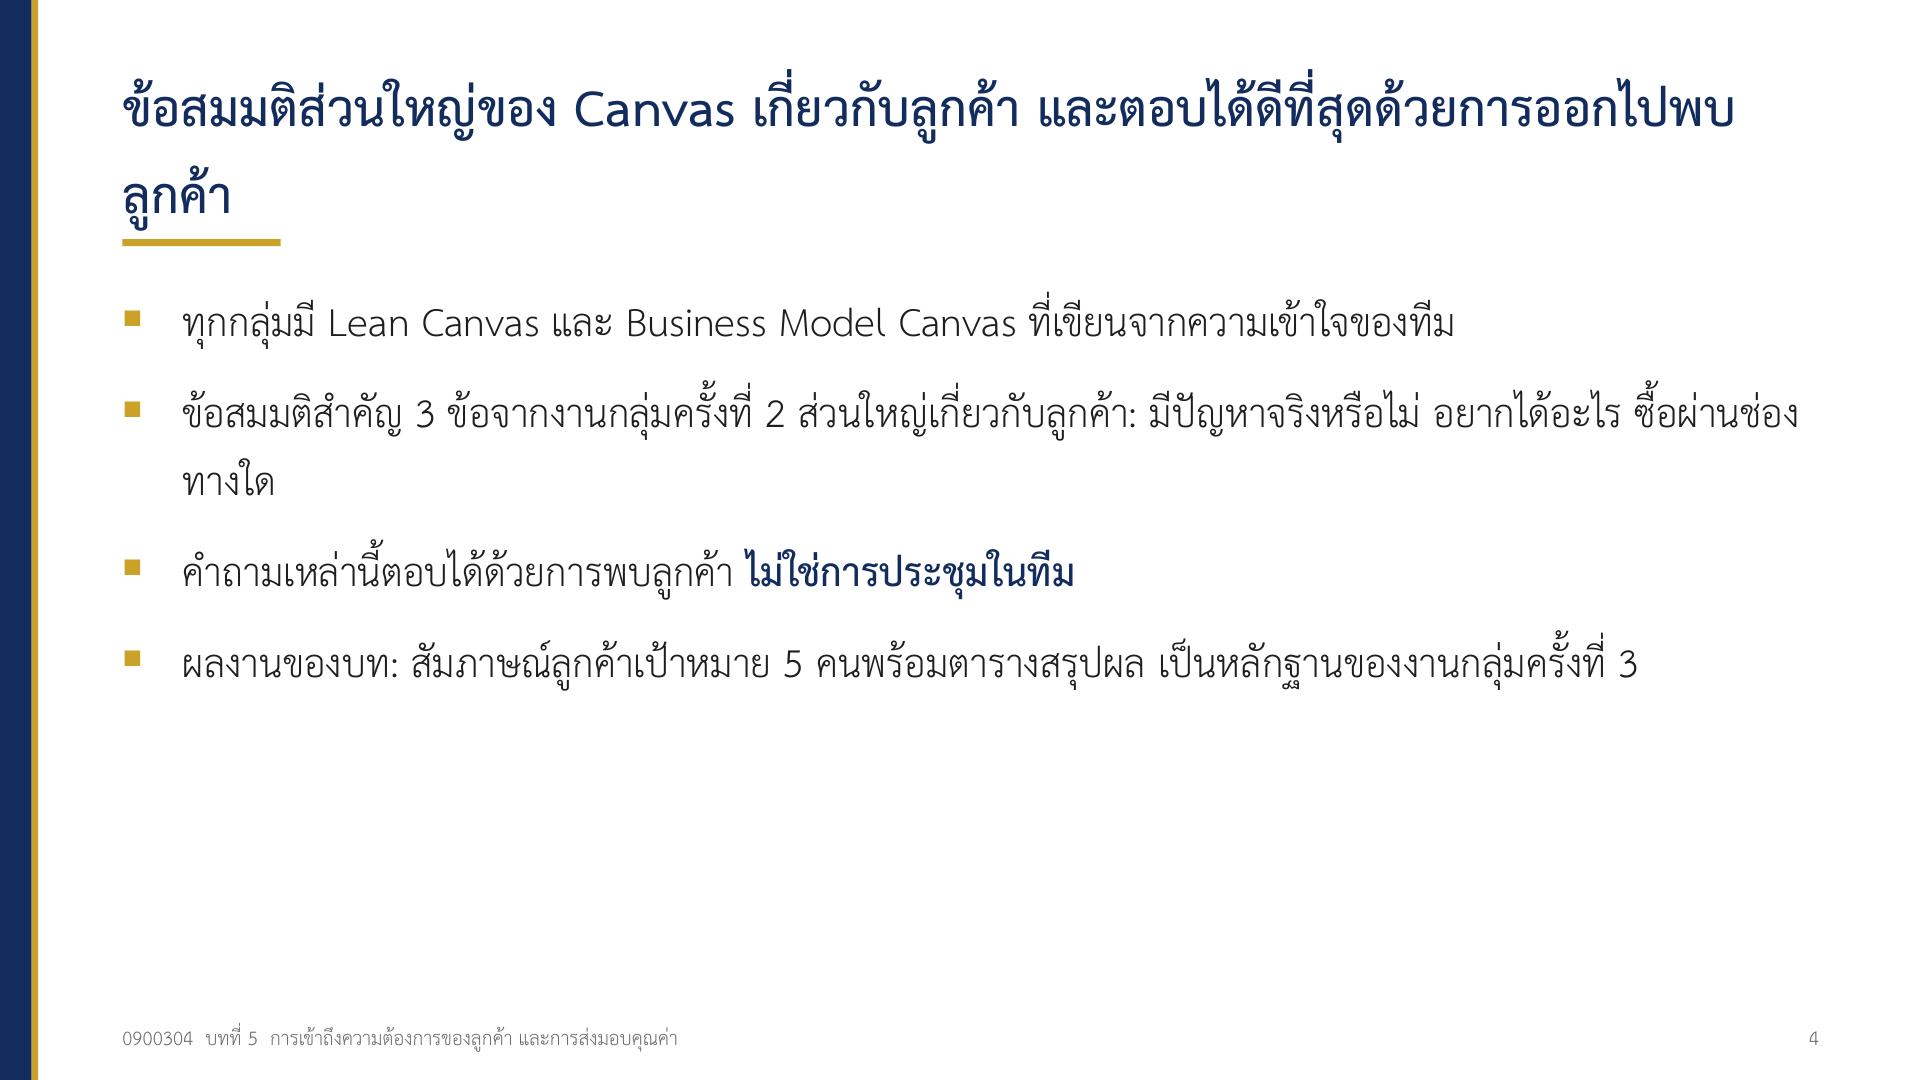 ข้อสมมติส่วนใหญ่ของ Canvas เกี่ยวกับลูกค้า และตอบได้ดีที่สุดด้วยการออกไปพบ
ลูกค้า
ทุกกลุ่มมี Lean Canvas และ Business Model Canvas ที่เขียนจากความเข้าใจของทีม
ข้อสมมติสำคัญ 3 ข้อจากงานกลุ่มครั้งที่ 2 ส่วนใหญ่เกี่ยวกับลูกค้า: มีปัญหาจริงหรือไม่ อยากได้อะไร ซื้อผ่านช่อง
ทางใด
คำถามเหล่านี้ตอบได้ด้วยการพบลูกค้า ไม่ใช่การประชุมในทีม
ผลงานของบท: สัมภาษณ์ลูกค้าเป้าหมาย 5 คนพร้อมตารางสรุปผล เป็นหลักฐานของงานกลุ่มครั้งที่ 3
0900304 บทที่ 5 การเข้าถึงความต้องการของลูกค้า และการส่งมอบคุณค่า
4